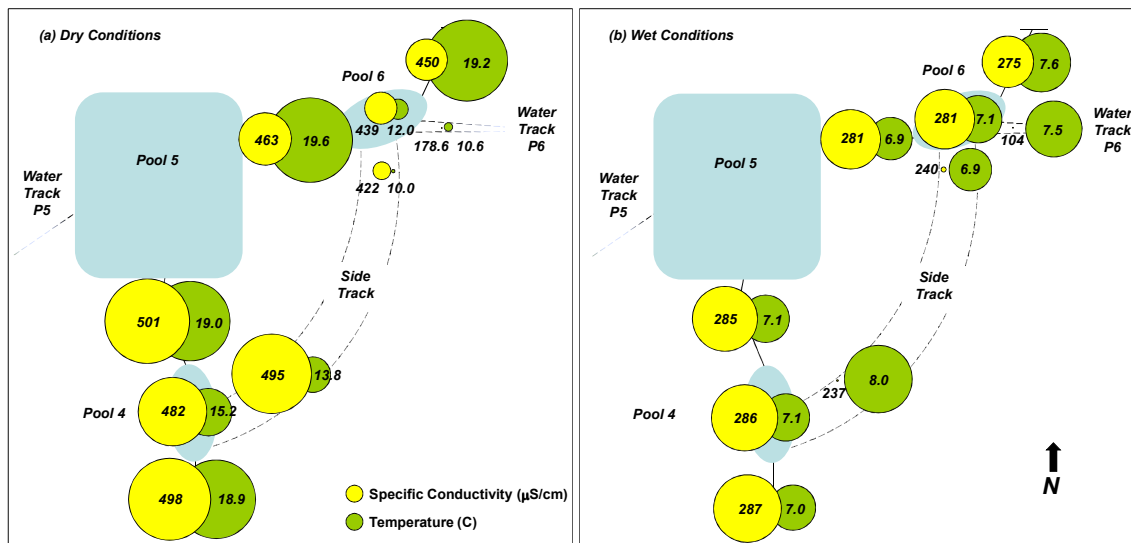 (a) Dry Conditions
450
19.2
Pool 6
439
12.0
463
19.6
178.6
10.6
Water
Track
P6
422
10.0
Pool 5
Water
Track
P5
Side
Track
501
19.0
495
13.8
Pool 4
482
15.2
498
18.9
Specific Conductivity (μS/cm)
Temperature (C)
(b) Wet Conditions
275
7.6
Pool 6
281
7.1
281
6.9
104
7.5
Water
Track
P6
240
6.9
Pool 5
Water
Track
P5
Side
Track
285
7.1
237
8.0
Pool 4
286
7.1
287
7.0
N